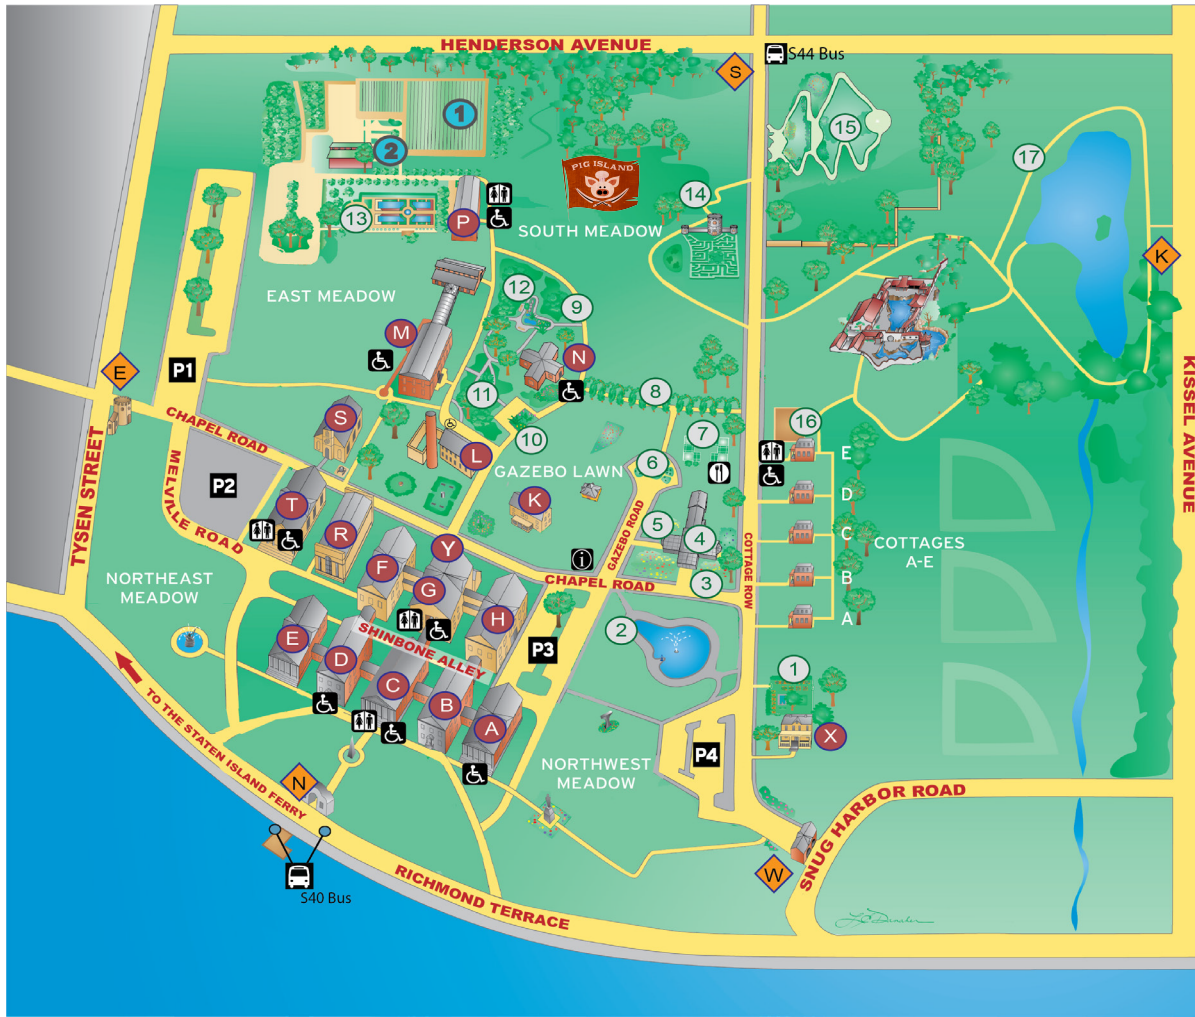 HENDERSON AVENUE
S
S44 Bus
1
2
15
17
PIG ISLAND
14
13
P
SOUTH MEADOW
K
EAST MEADOW
12
9
M
N
E
P1
11
8
KISSEL AVENUE
S
CHAPEL ROAD
10
7
16
E
L
GAZEBO LAWN
6
TYSEN STREET
MELVILLE ROAD
P2
T
K
D
R
GAZEBO ROAD
5
4
COTTAGE ROW
C
COTTAGES
A-E
F
Y
i
B
NORTHEAST
MEADOW
G
CHAPEL ROAD
3
H
A
E
SHINBONE ALLEY
2
D
P3
C
1
B
A
X
TO THE STATEN ISLAND FERRY
N
NORTHWEST
MEADOW
P4
SNUG HARBOR ROAD
W
S40 Bus
RICHMOND TERRACE